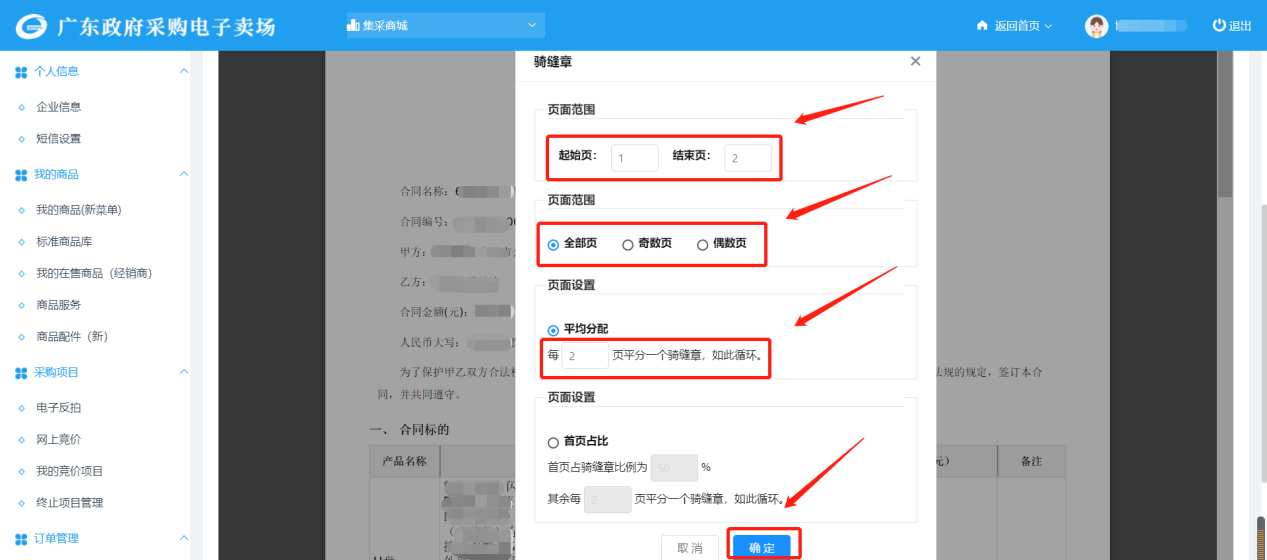 广东政府采购电子卖场
集采商城
返回首页
退出
个人信息
企业信息
短信设置
我的商品
我的商品(新菜单)
标准商品库
我的在售商品（经销商）
商品服务
商品配件（新）
采购项目
电子反拍
网上竞价
我的竞价项目
终止项目管理
订单管理
合同名称: 6
合同编号:
甲方:
乙方:
合同金额(元):
人民币大写:
为了保护甲乙双方合法
法规的规定，签订本合
同，并共同遵守。
一、 合同标的
产品名称
元）
备注
骑缝章
页面范围
起始页: 1 结束页: 2
页面范围
全部页 奇数页 偶数页
页面设置
平均分配
每 2 页平分一个骑缝章，如此循环。
页面设置
首页占比
首页占骑缝章比例为 50 %
其余每 2 页平分一个骑缝章，如此循环。
取消 确定